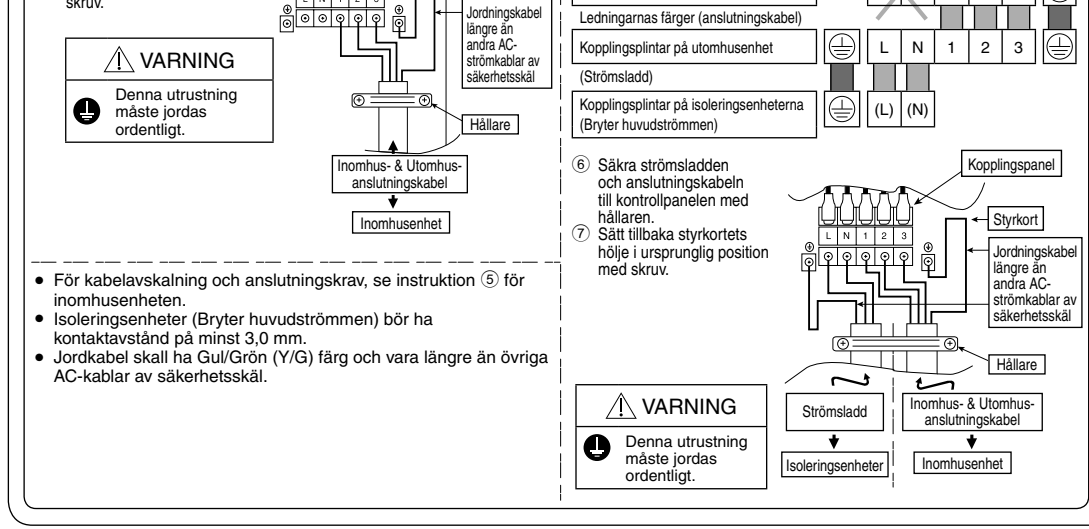 skruv.
L N 1 2 3
Jordningskabel
längre än
andra AC-
strömkablar av
säkerhetsskäl
VARNING
Denna utrustning
måste jordas
ordentligt.
Hållare
Inomhus- & Utomhus-
anslutningskabel
Inomhusenhet
• För kabelavskalning och anslutningskrav, se instruktion ⑤ för
inomhusenheten.
• Isoleringsenheter (Bryter huvudströmmen) bör ha
kontaktavstånd på minst 3,0 mm.
• Jordkabel skall ha Gul/Grön (Y/G) färg och vara längre än övriga
AC-kablar av säkerhetsskäl.
Ledningarnas färger (anslutningskabel)
Kopplingsplintar på utomhusenhet
L N 1 2 3
(Strömsladd)
Kopplingsplintar på isoleringsenheterna
(Bryter huvudströmmen)
(L) (N)
⑥ Säkra strömsladden
och anslutningskabeln
till kontrollpanelen med
hållaren.
⑦ Sätt tillbaka styrkortets
hölje i ursprunglig position
med skruv.
Kopplingspanel
L N 1 2 3
Styrkort
Jordningskabel
längre än
andra AC-
strömkablar av
säkerhetsskäl
Hållare
VARNING
Denna utrustning
måste jordas
ordentligt.
Strömsladd
Inomhus- & Utomhus-
anslutningskabel
Isoleringsenheter
Inomhusenhet